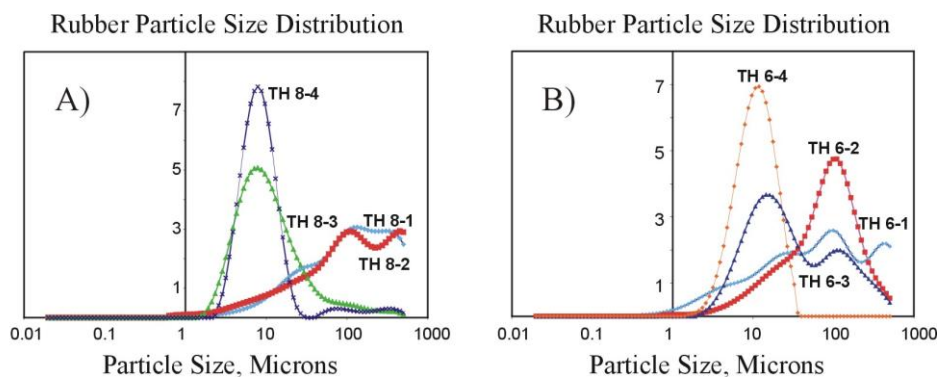 Rubber Particle Size Distribution
A)
TH 8-4
7
5
TH 8-3
TH 8-1
3
TH 8-2
1
0.01 0.1 1 10 100 1000
Particle Size, Microns
Rubber Particle Size Distribution
B)
TH 6-4
7
TH 6-2
5
3
TH 6-1
TH 6-3
1
0.01 0.1 1 10 100 1000
Particle Size, Microns